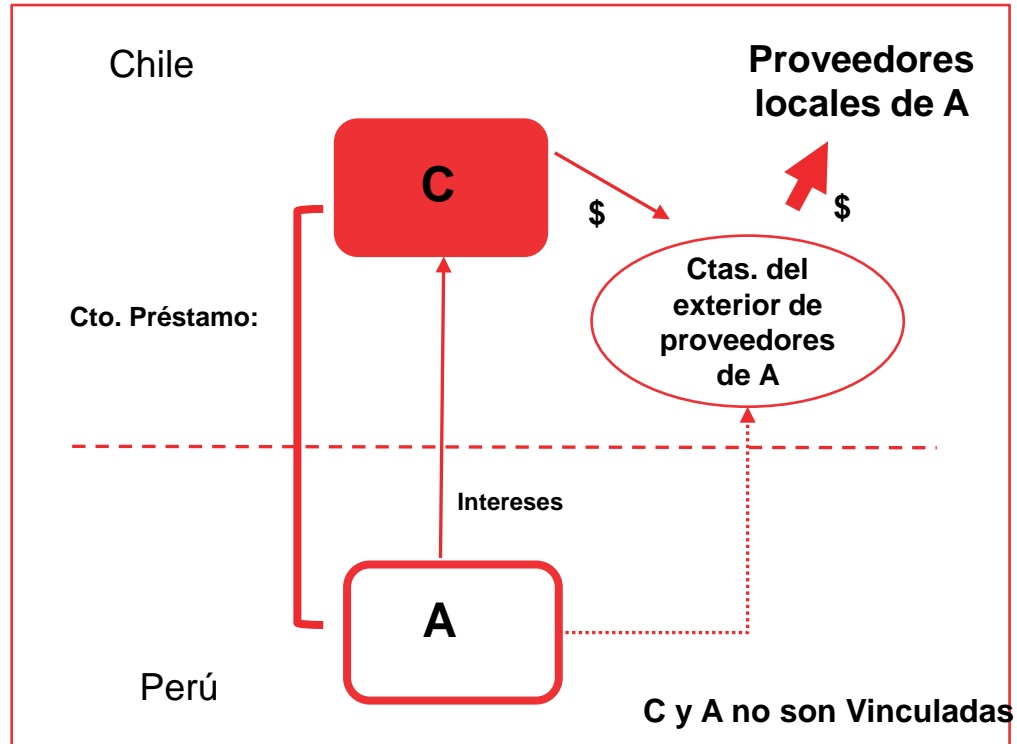 Chile
Proveedores
locales de A
C
$
$
Ctas. del
exterior de
proveedores
de A
Cto. Préstamo:
Intereses
A
Perú
C y A no son Vinculadas